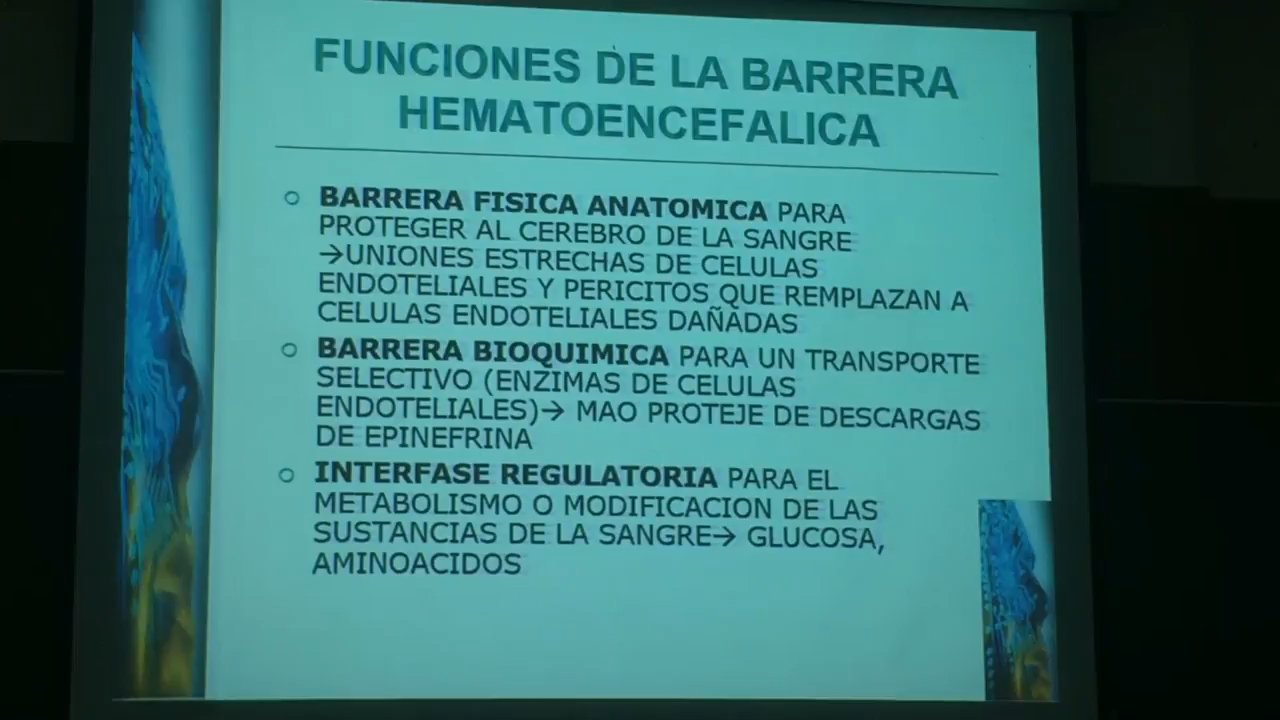 FUNCIONES DE LA BARRERA
HEMATOENCEFALICA
BARRERA FISICA ANATOMICA PARA
PROTEGER AL CEREBRO DE LA SANGRE
→UNIONES ESTRECHAS DE CELULAS
ENDOTELIALES Y PERICITOS QUE REMPLAZAN A
CELULAS ENDOTELIALES DAÑADAS
BARRERA BIOQUIMICA PARA UN TRANSPORTE
SELECTIVO (ENZIMAS DE CELULAS
ENDOTELIALES)→ MAO PROTEJE DE DESCARGAS
DE EPINEFRINA
INTERFASE REGULATORIA PARA EL
METABOLISMO O MODIFICACION DE LAS
SUSTANCIAS DE LA SANGRE→ GLUCOSA,
AMINOACIDOS